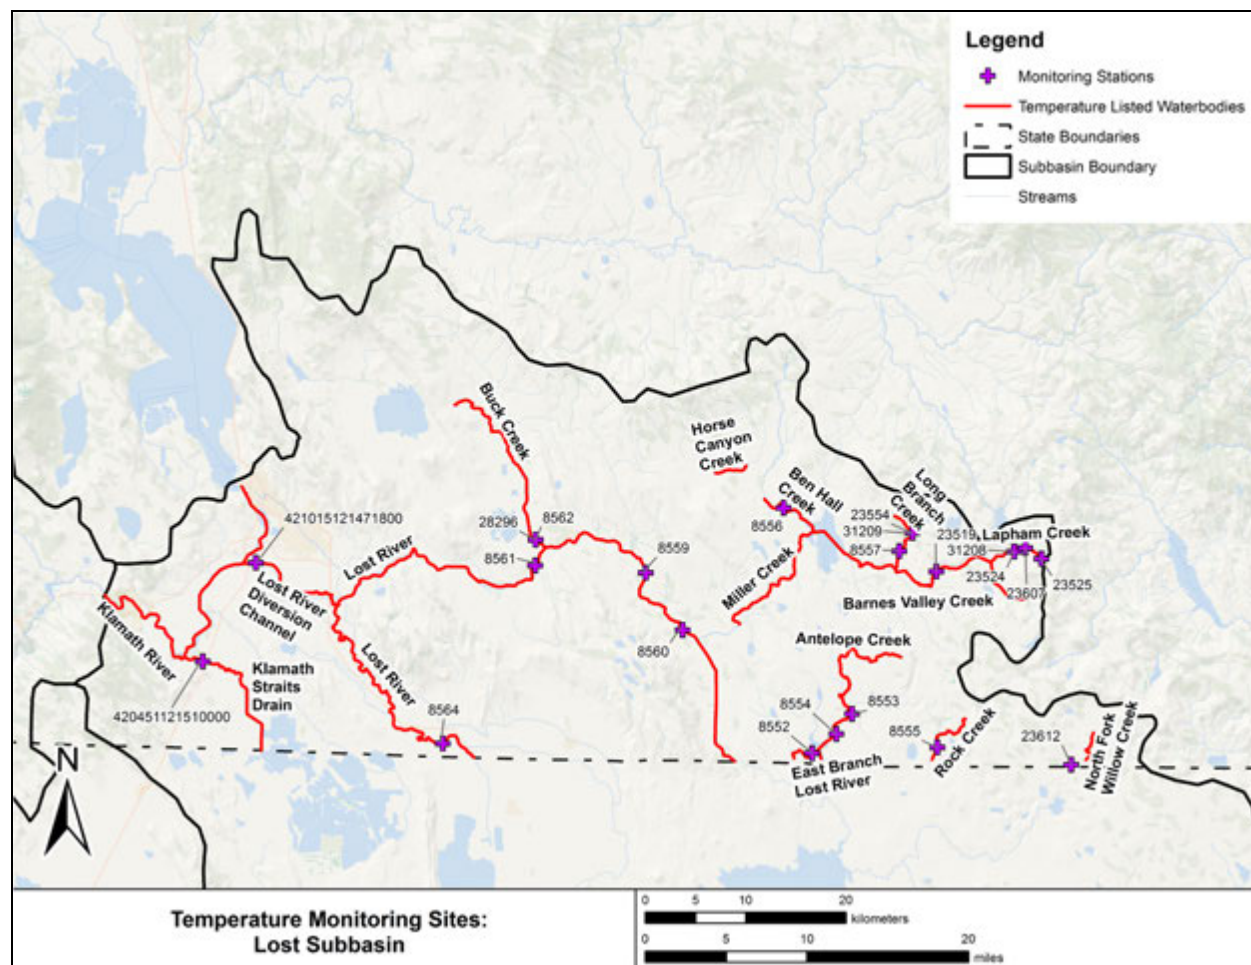 Legend
Monitoring Stations
Temperature Listed Waterbodies
State Boundaries
Subbasin Boundary
Streams
Buck Creek
Horse
Canyon
Creek
Ben Hall
Creek
Long
Branch
Creek
8556
23554
31209
8557
23519
31208
Lapham Creek
23524
23607
23525
28296
8562
8561
8559
8560
421015121471800
Lost River
Lost River
Diversion
Channel
Miller Creek
Barnes Valley Creek
Antelope Creek
Klamath River
Klamath
Straits
Drain
420451121510000
Lost River
8564
8554
8553
8552
East Branch
Lost River
8555
Rock Creek
23612
North Fork
Willow Creek
N
Temperature Monitoring Sites:
Lost Subbasin
0 5 10 20
kilometers
0 5 10 20
miles